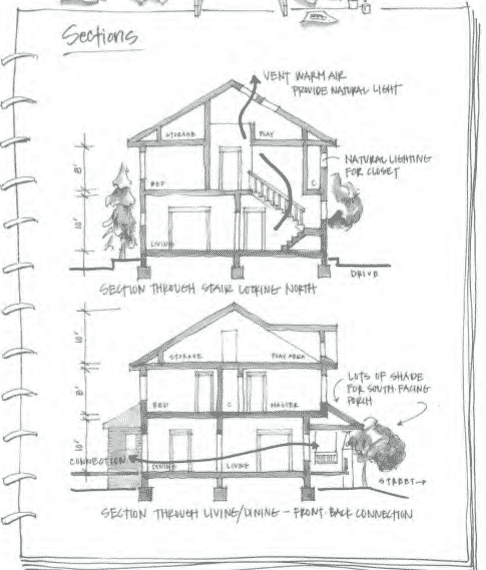 Sections
VENT WARM AIR
PROVIDE NATURAL LIGHT
STORAGE
PLAY
NATURAL LIGHTING
FOR CLOSET
8'
BED
C
10'
LIVING
DRIVE
SECTION THROUGH STAIR LOOKING NORTH
10'
STORAGE
PLAY AREA
LOTS OF SHADE
FOR SOUTH-FACING
PORCH
8'
BED
C
MASTER
10'
CONNECTION
DINING
LIVING
STREET
SECTION THROUGH LIVING/DINING - FRONT-BACK CONNECTION